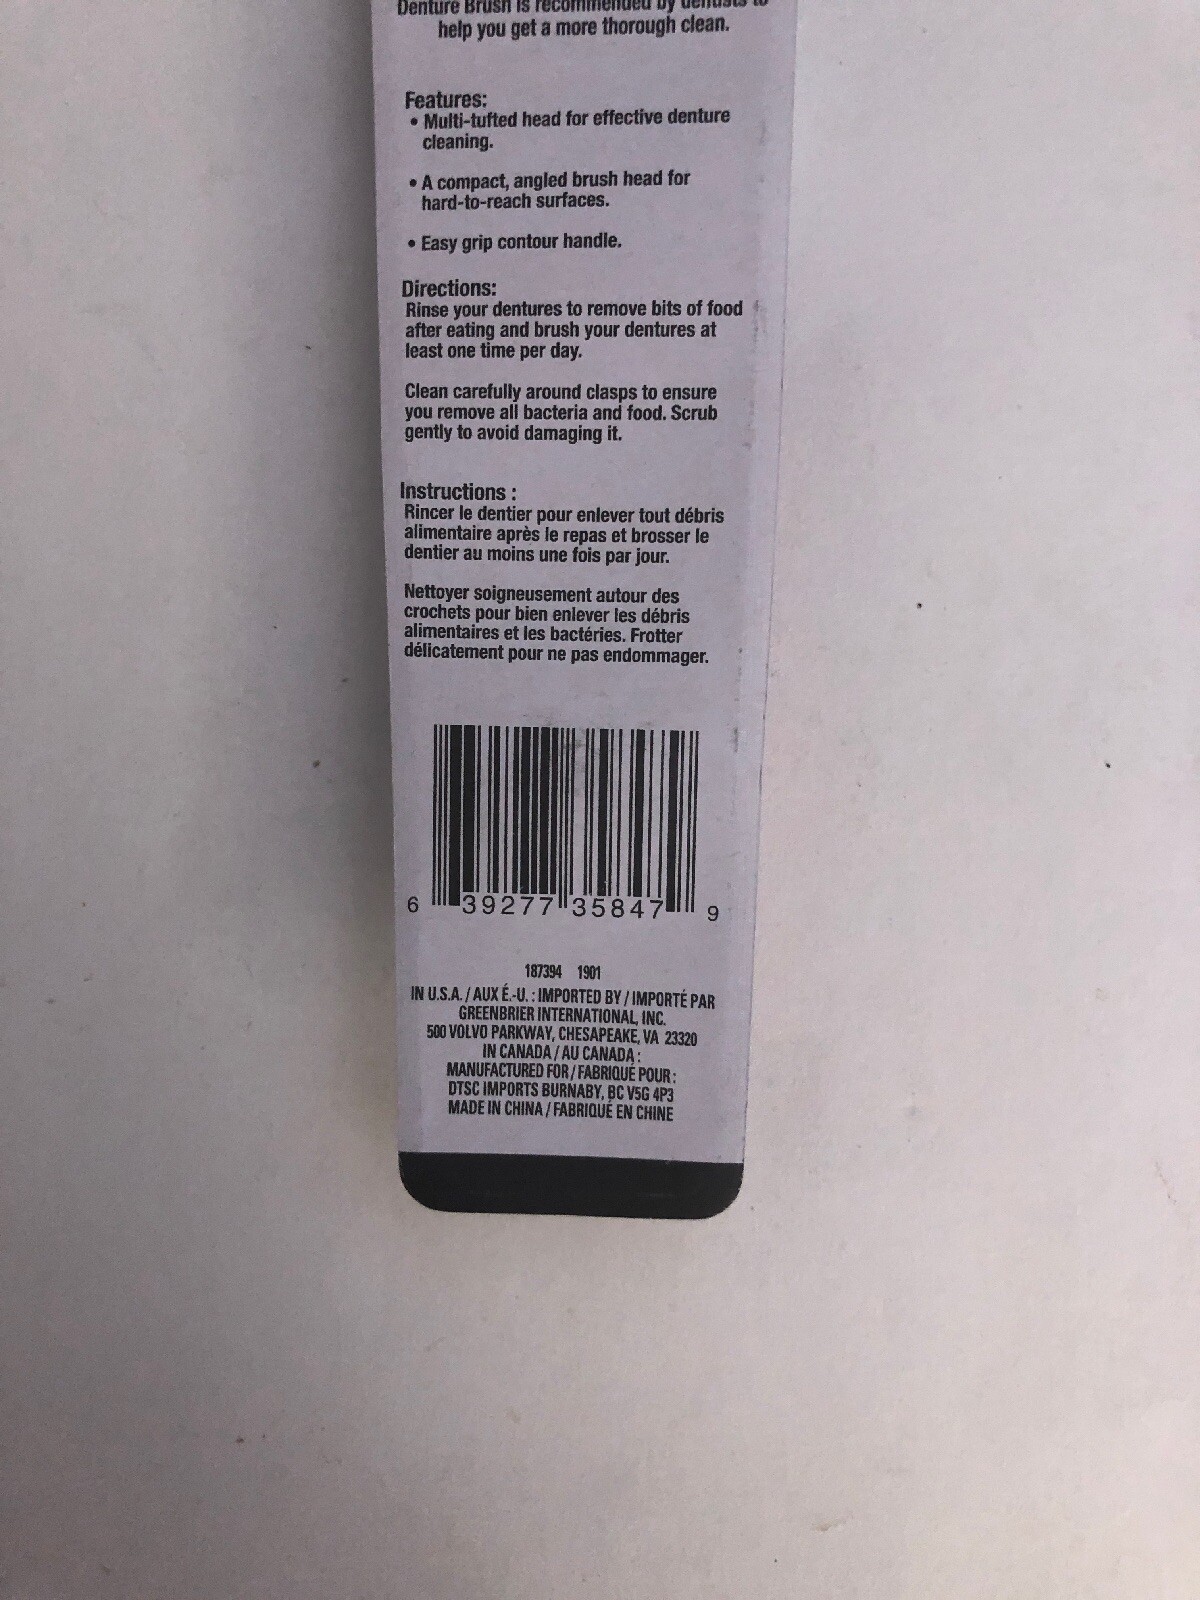 Denture Brush is recommended by dentists to
help you get a more thorough clean.
Features:
• Multi-tufted head for effective denture
cleaning.
• A compact, angled brush head for
hard-to-reach surfaces.
• Easy grip contour handle.
Directions:
Rinse your dentures to remove bits of food
after eating and brush your dentures at
least one time per day.
Clean carefully around clasps to ensure
you remove all bacteria and food. Scrub
gently to avoid damaging it.
Instructions :
Rincer le dentier pour enlever tout débris
alimentaire après le repas et brosser le
dentier au moins une fois par jour.
Nettoyer soigneusement autour des
crochets pour bien enlever les débris
alimentaires et les bactéries. Frotter
délicatement pour ne pas endommager.
6 39277 35847 9
187394 1901
IN U.S.A. / AUX É.-U. : IMPORTED BY / IMPORTÉ PAR
GREENBRIER INTERNATIONAL, INC.
500 VOLVO PARKWAY, CHESAPEAKE, VA 23320
IN CANADA / AU CANADA :
MANUFACTURED FOR / FABRIQUÉ POUR :
DTSC IMPORTS BURNABY, BC V5G 4P3
MADE IN CHINA / FABRIQUÉ EN CHINE